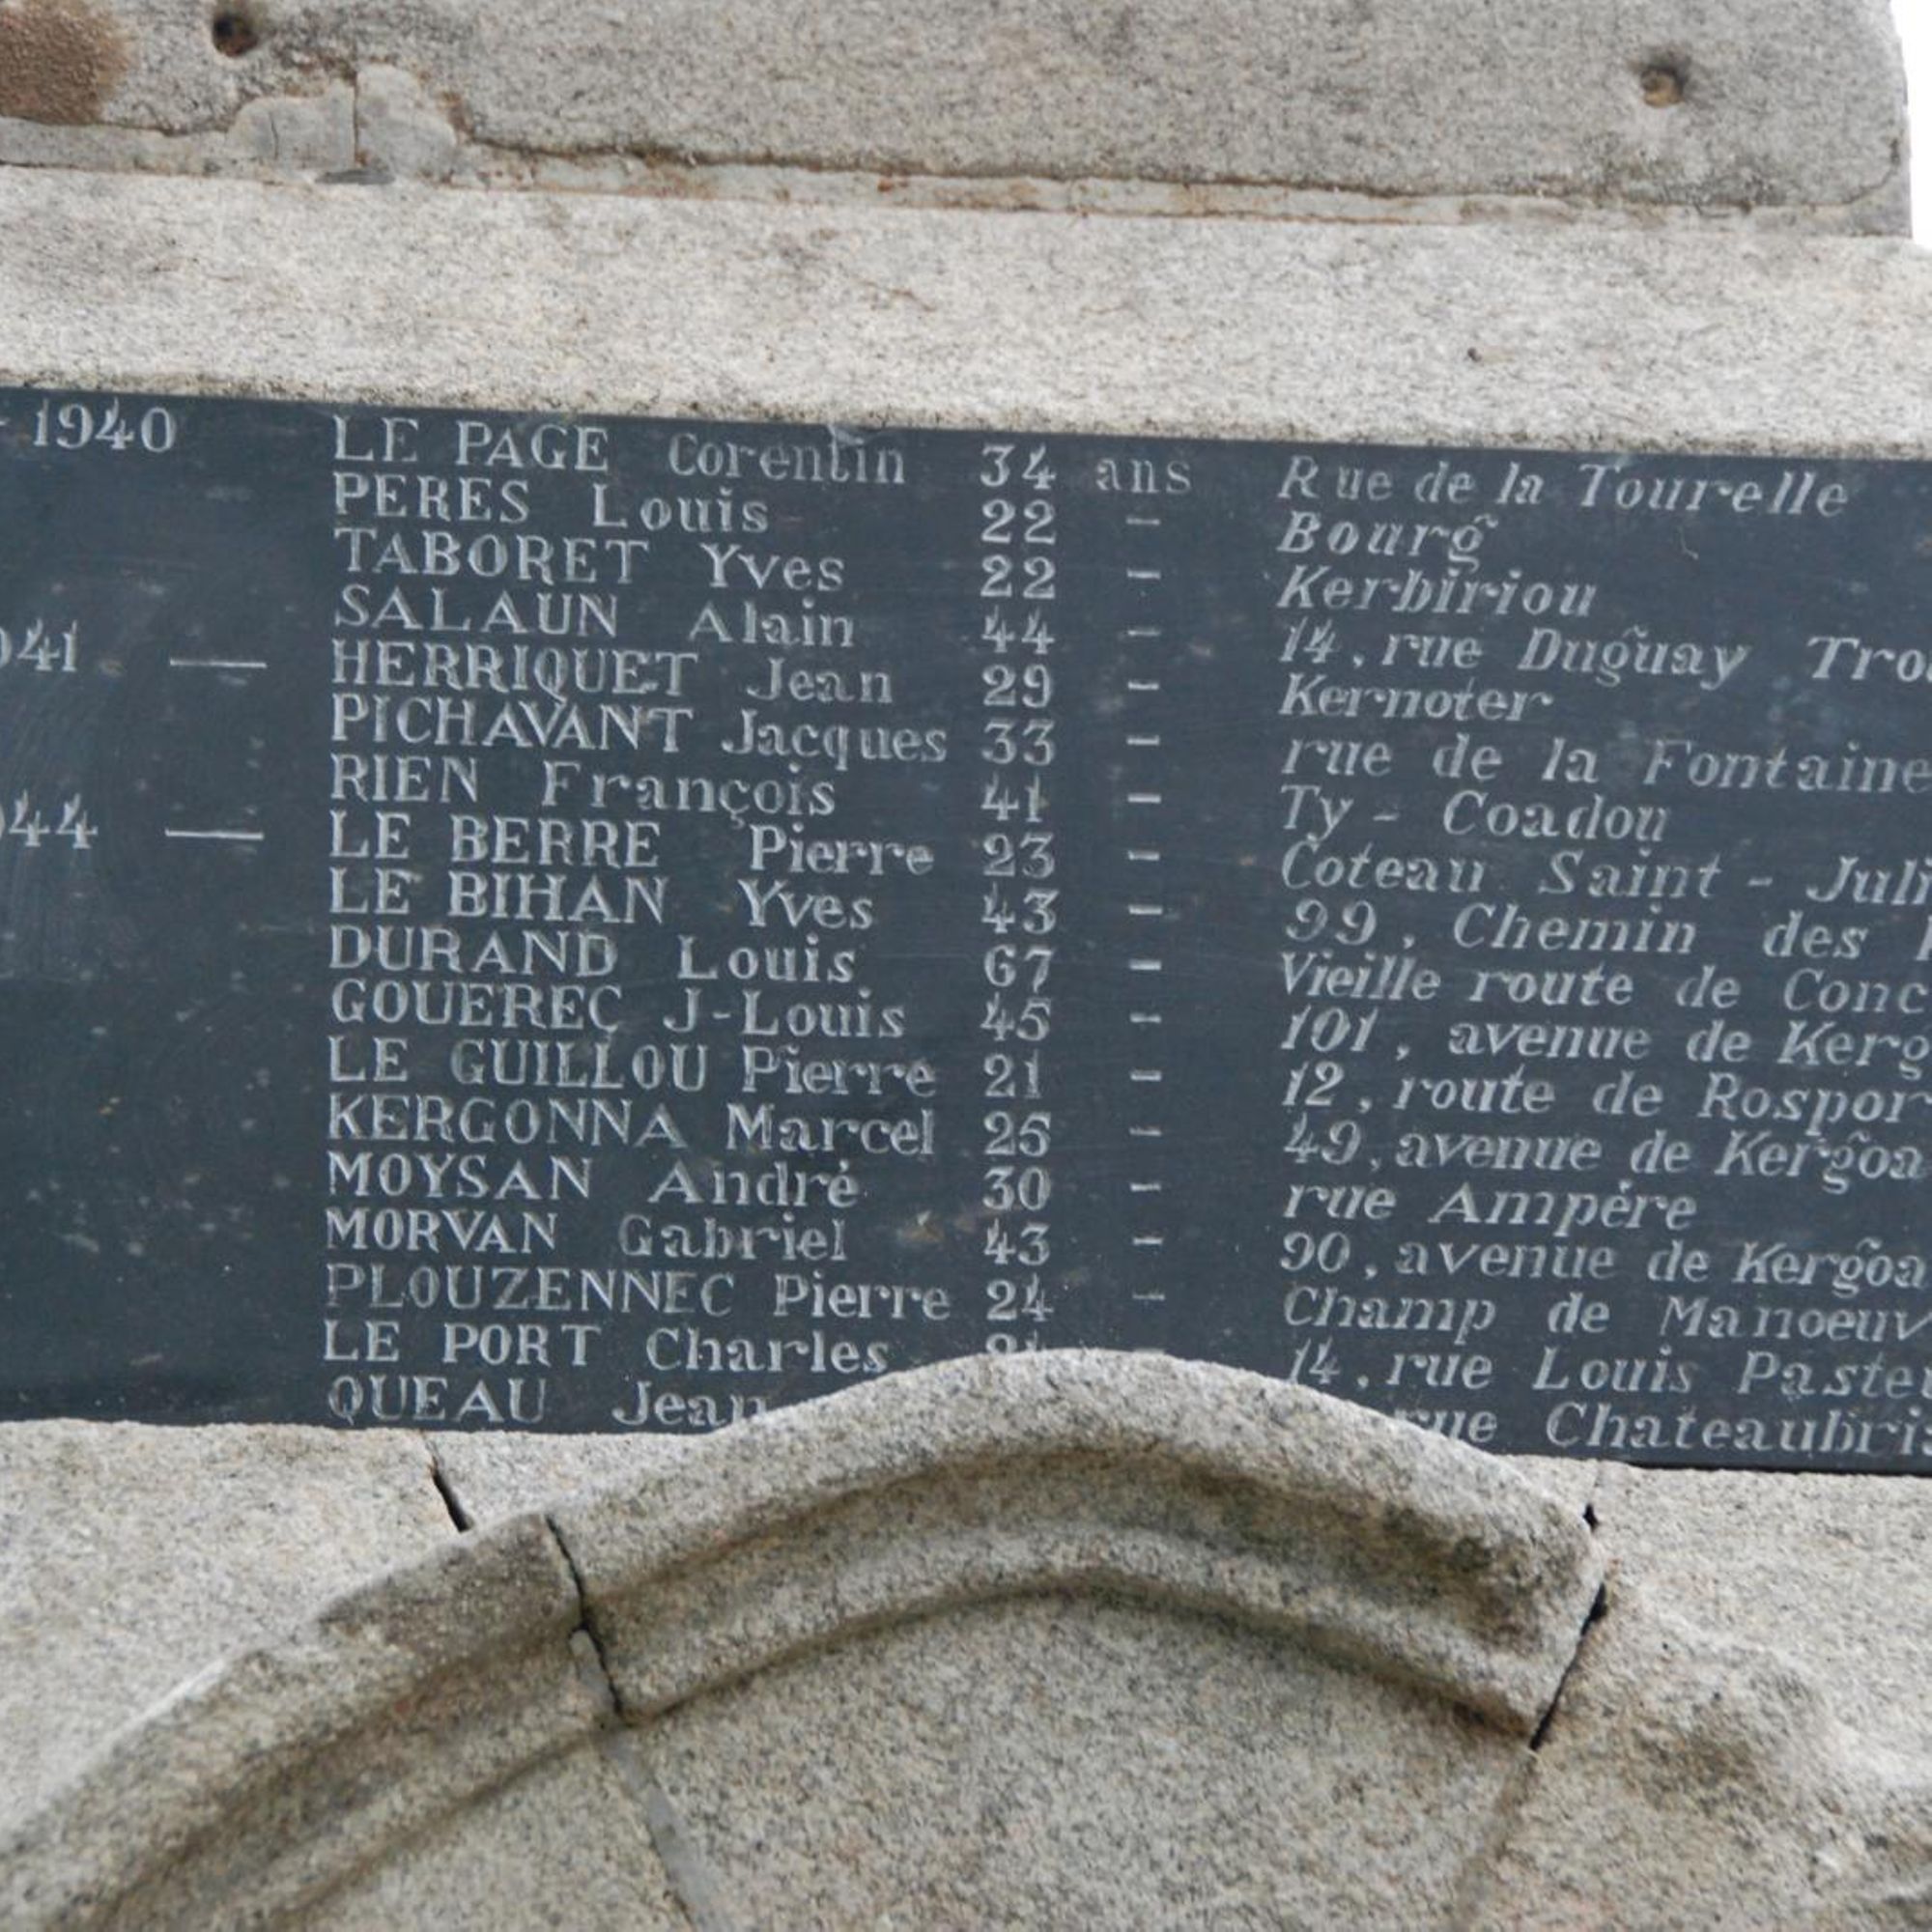 1940 LE PAGE Corentin 34 ans Rue de la Tourelle
PERES Louis 22 - Bourg
TABORET Yves 22 - Kerbiriou
SALAUN Alain 44 - 14, rue Duguay
41 — HERRIQUET Jean 29 - Kernoter
PICHAVANT Jacques 33 - rue de la Fontaine
RIEN François 41 - Ty - Coadou
44 — LE BERRE Pierre 23 - Coteau Saint -
LE BIHAN Yves 43 - 99, Chemin des
DURAND Louis 67 - Vieille route de
GOUEREC J-Louis 45 - 101, avenue de
LE GUILLOU Pierre 21 - 12, route de
KERGONNA Marcel 25 - 49, avenue de
MOYSAN André 30 - rue Ampère
MORVAN Gabriel 43 - 90, avenue de
PLOUZENNEC Pierre 24 - Champ de
LE PORT Charles 14, rue Louis
QUEAU Jean rue